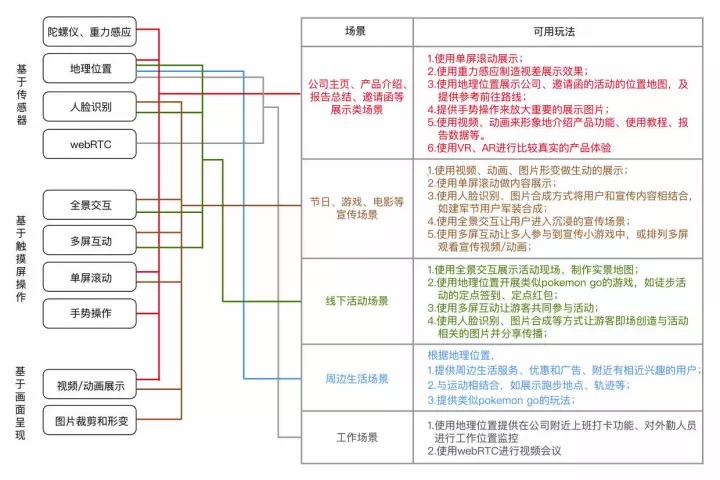 基于传感器
陀螺仪、重力感应
地理位置
人脸识别
webRTC
基于触摸屏操作
全景交互
多屏互动
单屏滚动
手势操作
基于画面呈现
视频/动画展示
图片裁剪和形变
场景
可用玩法
公司主页、产品介绍、
报告总结、邀请函等
展示类场景
1.使用单屏滚动展示;
2.使用重力感应制造视差展示效果;
3.使用地理位置展示公司、邀请函的活动的位置地图，及
提供参考前往路线;
4.提供手势操作来放大重要的展示图片;
5.使用视频、动画来形象地介绍产品功能、使用教程、报
告数据等。
6.使用VR、AR进行比较真实的产品体验
节日、游戏、电影等
宣传场景
1.使用视频、动画、图片形变做生动的展示;
2.使用单屏滚动做内容展示;
3.使用人脸识别、图片合成方式将用户和宣传内容相结合，
如建军节用户军装合成;
4.使用全景交互让用户进入沉浸的宣传场景;
5.使用多屏互动让多人参与到宣传小游戏中，或排列多屏
观看宣传视频/动画;
线下活动场景
1.使用全景交互展示活动现场、制作实景地图;
2.使用地理位置开展类似pokemon go的游戏，如徒步活
动的定点签到、定点红包;
3.使用多屏互动让游客共同参与活动;
4.使用人脸识别、图片合成等方式让游客即场创造与活动
相关的图片并分享传播;
周边生活场景
根据地理位置，
1.提供周边生活服务、优惠和广告、附近有相近兴趣的用户;
2.与运动相结合，如展示跑步地点、轨迹等;
3.提供类似pokemon go的玩法;
工作场景
1.使用地理位置提供在公司附近上班打卡功能、对外勤人员
进行工作位置监控
2.使用webRTC进行视频会议